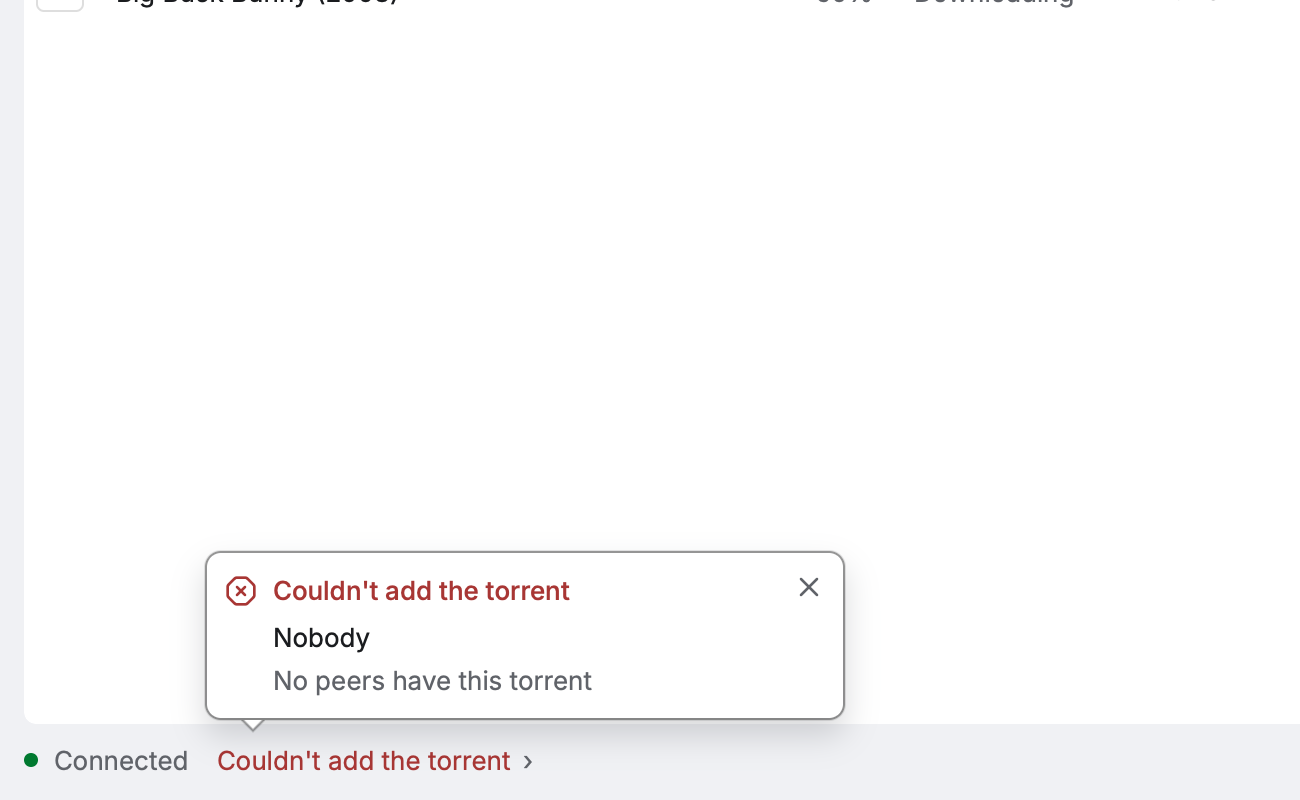 Couldn't add the torrent
Nobody
No peers have this torrent
Connected Couldn't add the torrent ›